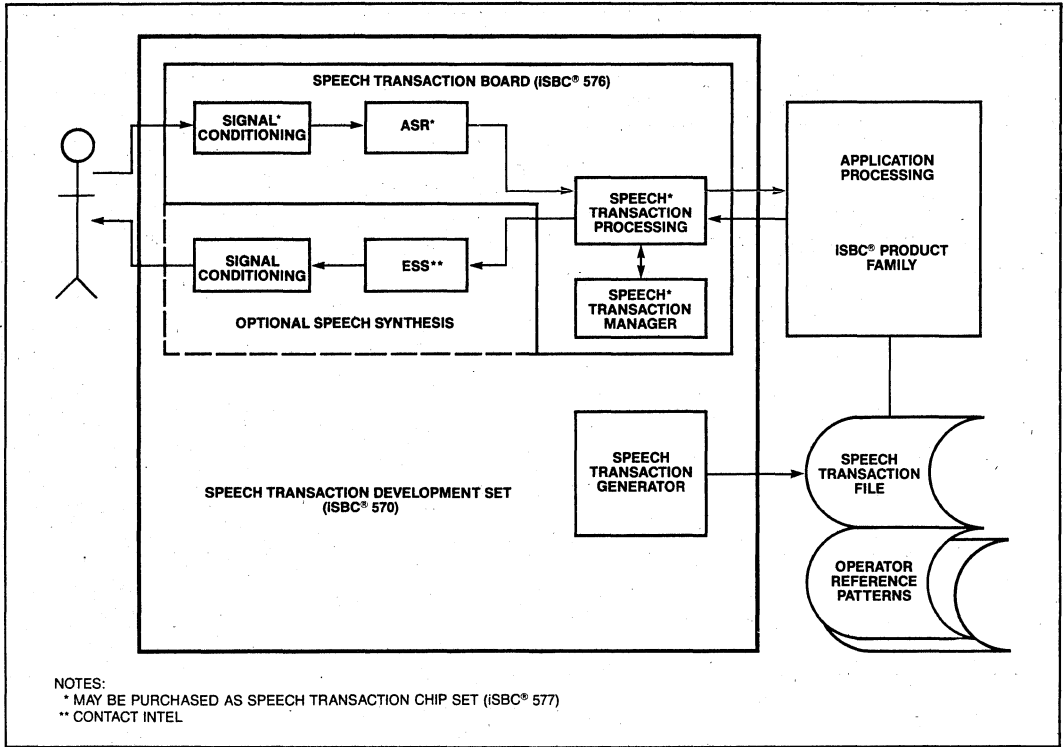 SPEECH TRANSACTION BOARD (iSBC® 576)
SIGNAL*
CONDITIONING
ASR*
SPEECH*
TRANSACTION
PROCESSING
APPLICATION
PROCESSING
iSBC® PRODUCT
FAMILY
SIGNAL
CONDITIONING
ESS**
SPEECH*
TRANSACTION
MANAGER
OPTIONAL SPEECH SYNTHESIS
SPEECH
TRANSACTION
GENERATOR
SPEECH
TRANSACTION
FILE
SPEECH TRANSACTION DEVELOPMENT SET
(iSBC® 570)
OPERATOR
REFERENCE
PATTERNS
NOTES:
* MAY BE PURCHASED AS SPEECH TRANSACTION CHIP SET (iSBC® 577)
** CONTACT INTEL